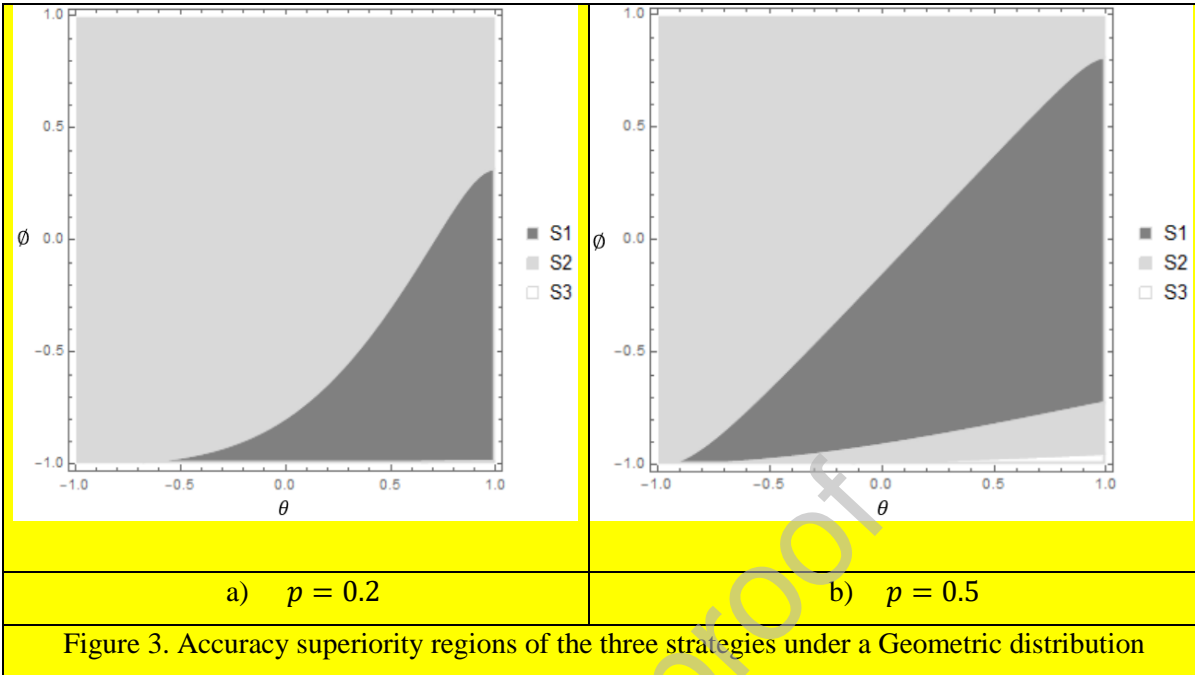 1.0
0.5
Ø 0.0
−0.5
−1.0
−1.0 −0.5 0.0 0.5 1.0
θ
S1
S2
S3
1.0
0.5
Ø 0.0
−0.5
−1.0
−1.0 −0.5 0.0 0.5 1.0
θ
S1
S2
S3
a) p = 0.2
b) p = 0.5
Figure 3. Accuracy superiority regions of the three strategies under a Geometric distribution
proof